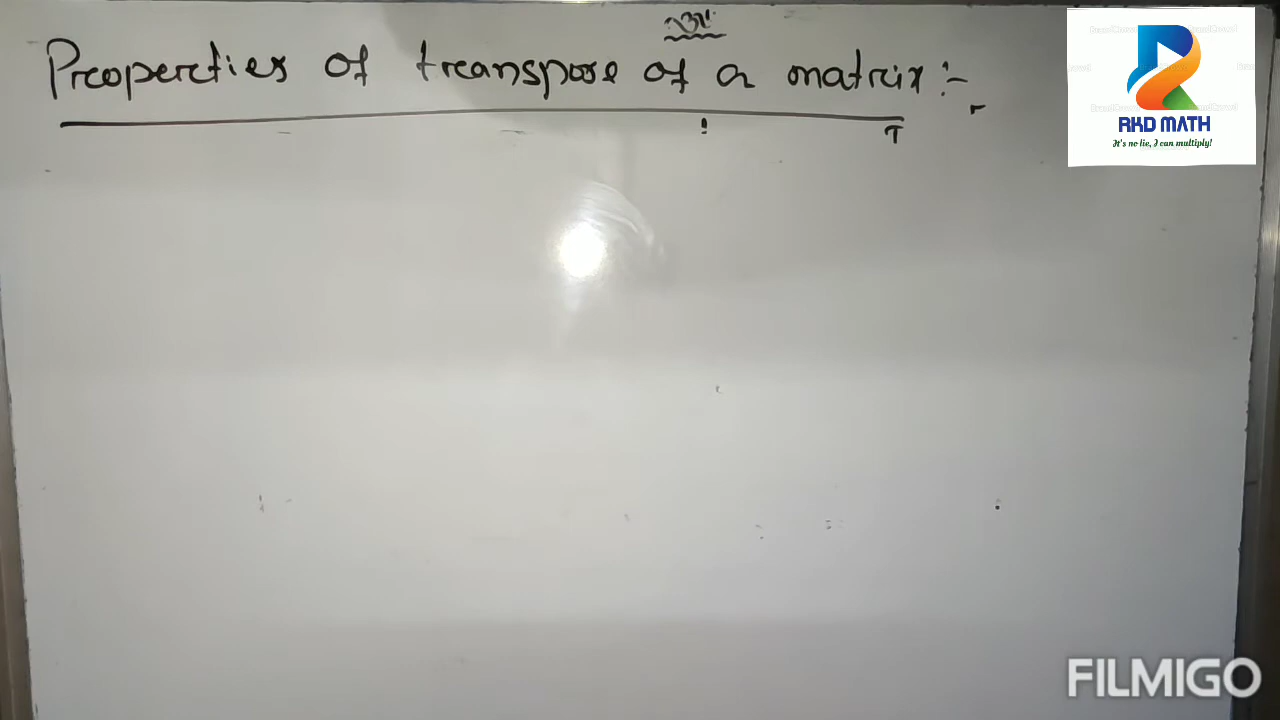 Properties of transpose of a matrix :-
T
RKD MATH
It's no lie, I can multiply!
FILMIGO